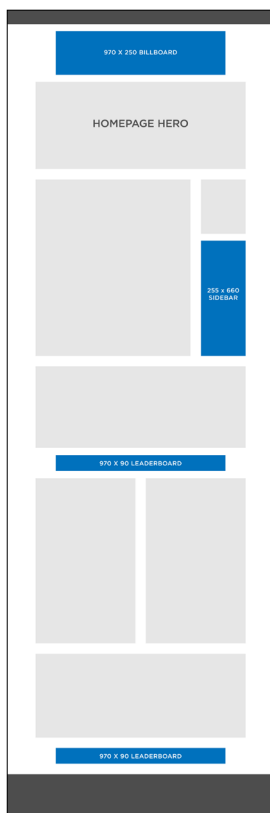 970 X 250 BILLBOARD
HOMEPAGE HERO
255 x 660
SIDEBAR
970 X 90 LEADERBOARD
970 X 90 LEADERBOARD